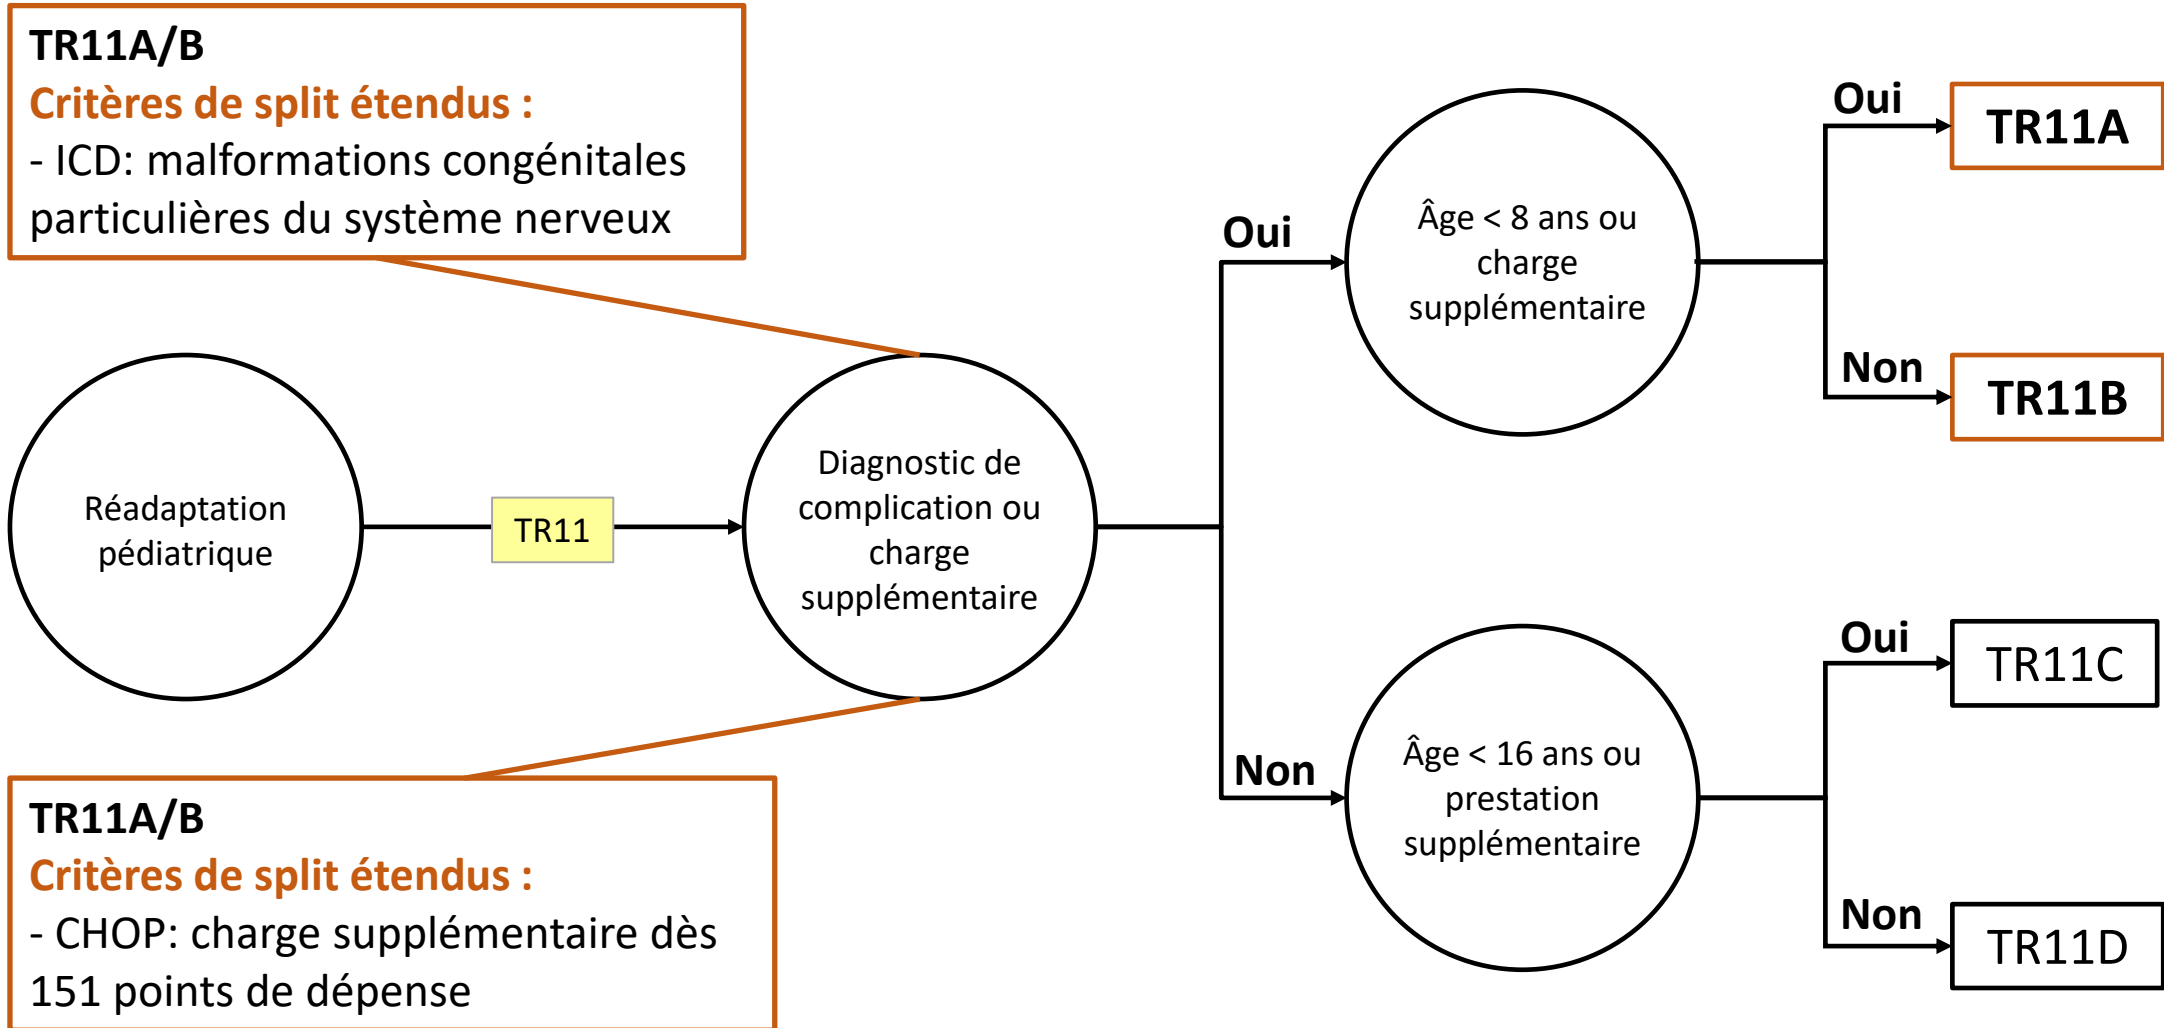 TR11A/B
Critères de split étendus :
- ICD: malformations congénitales
particulières du système nerveux
Réadaptation
pédiatrique
TR11
Diagnostic de
complication ou
charge
supplémentaire
TR11A/B
Critères de split étendus :
- CHOP: charge supplémentaire dès
151 points de dépense
Oui
Âge < 8 ans ou
charge
supplémentaire
Oui
TR11A
Non
TR11B
Non
Âge < 16 ans ou
prestation
supplémentaire
Oui
TR11C
Non
TR11D